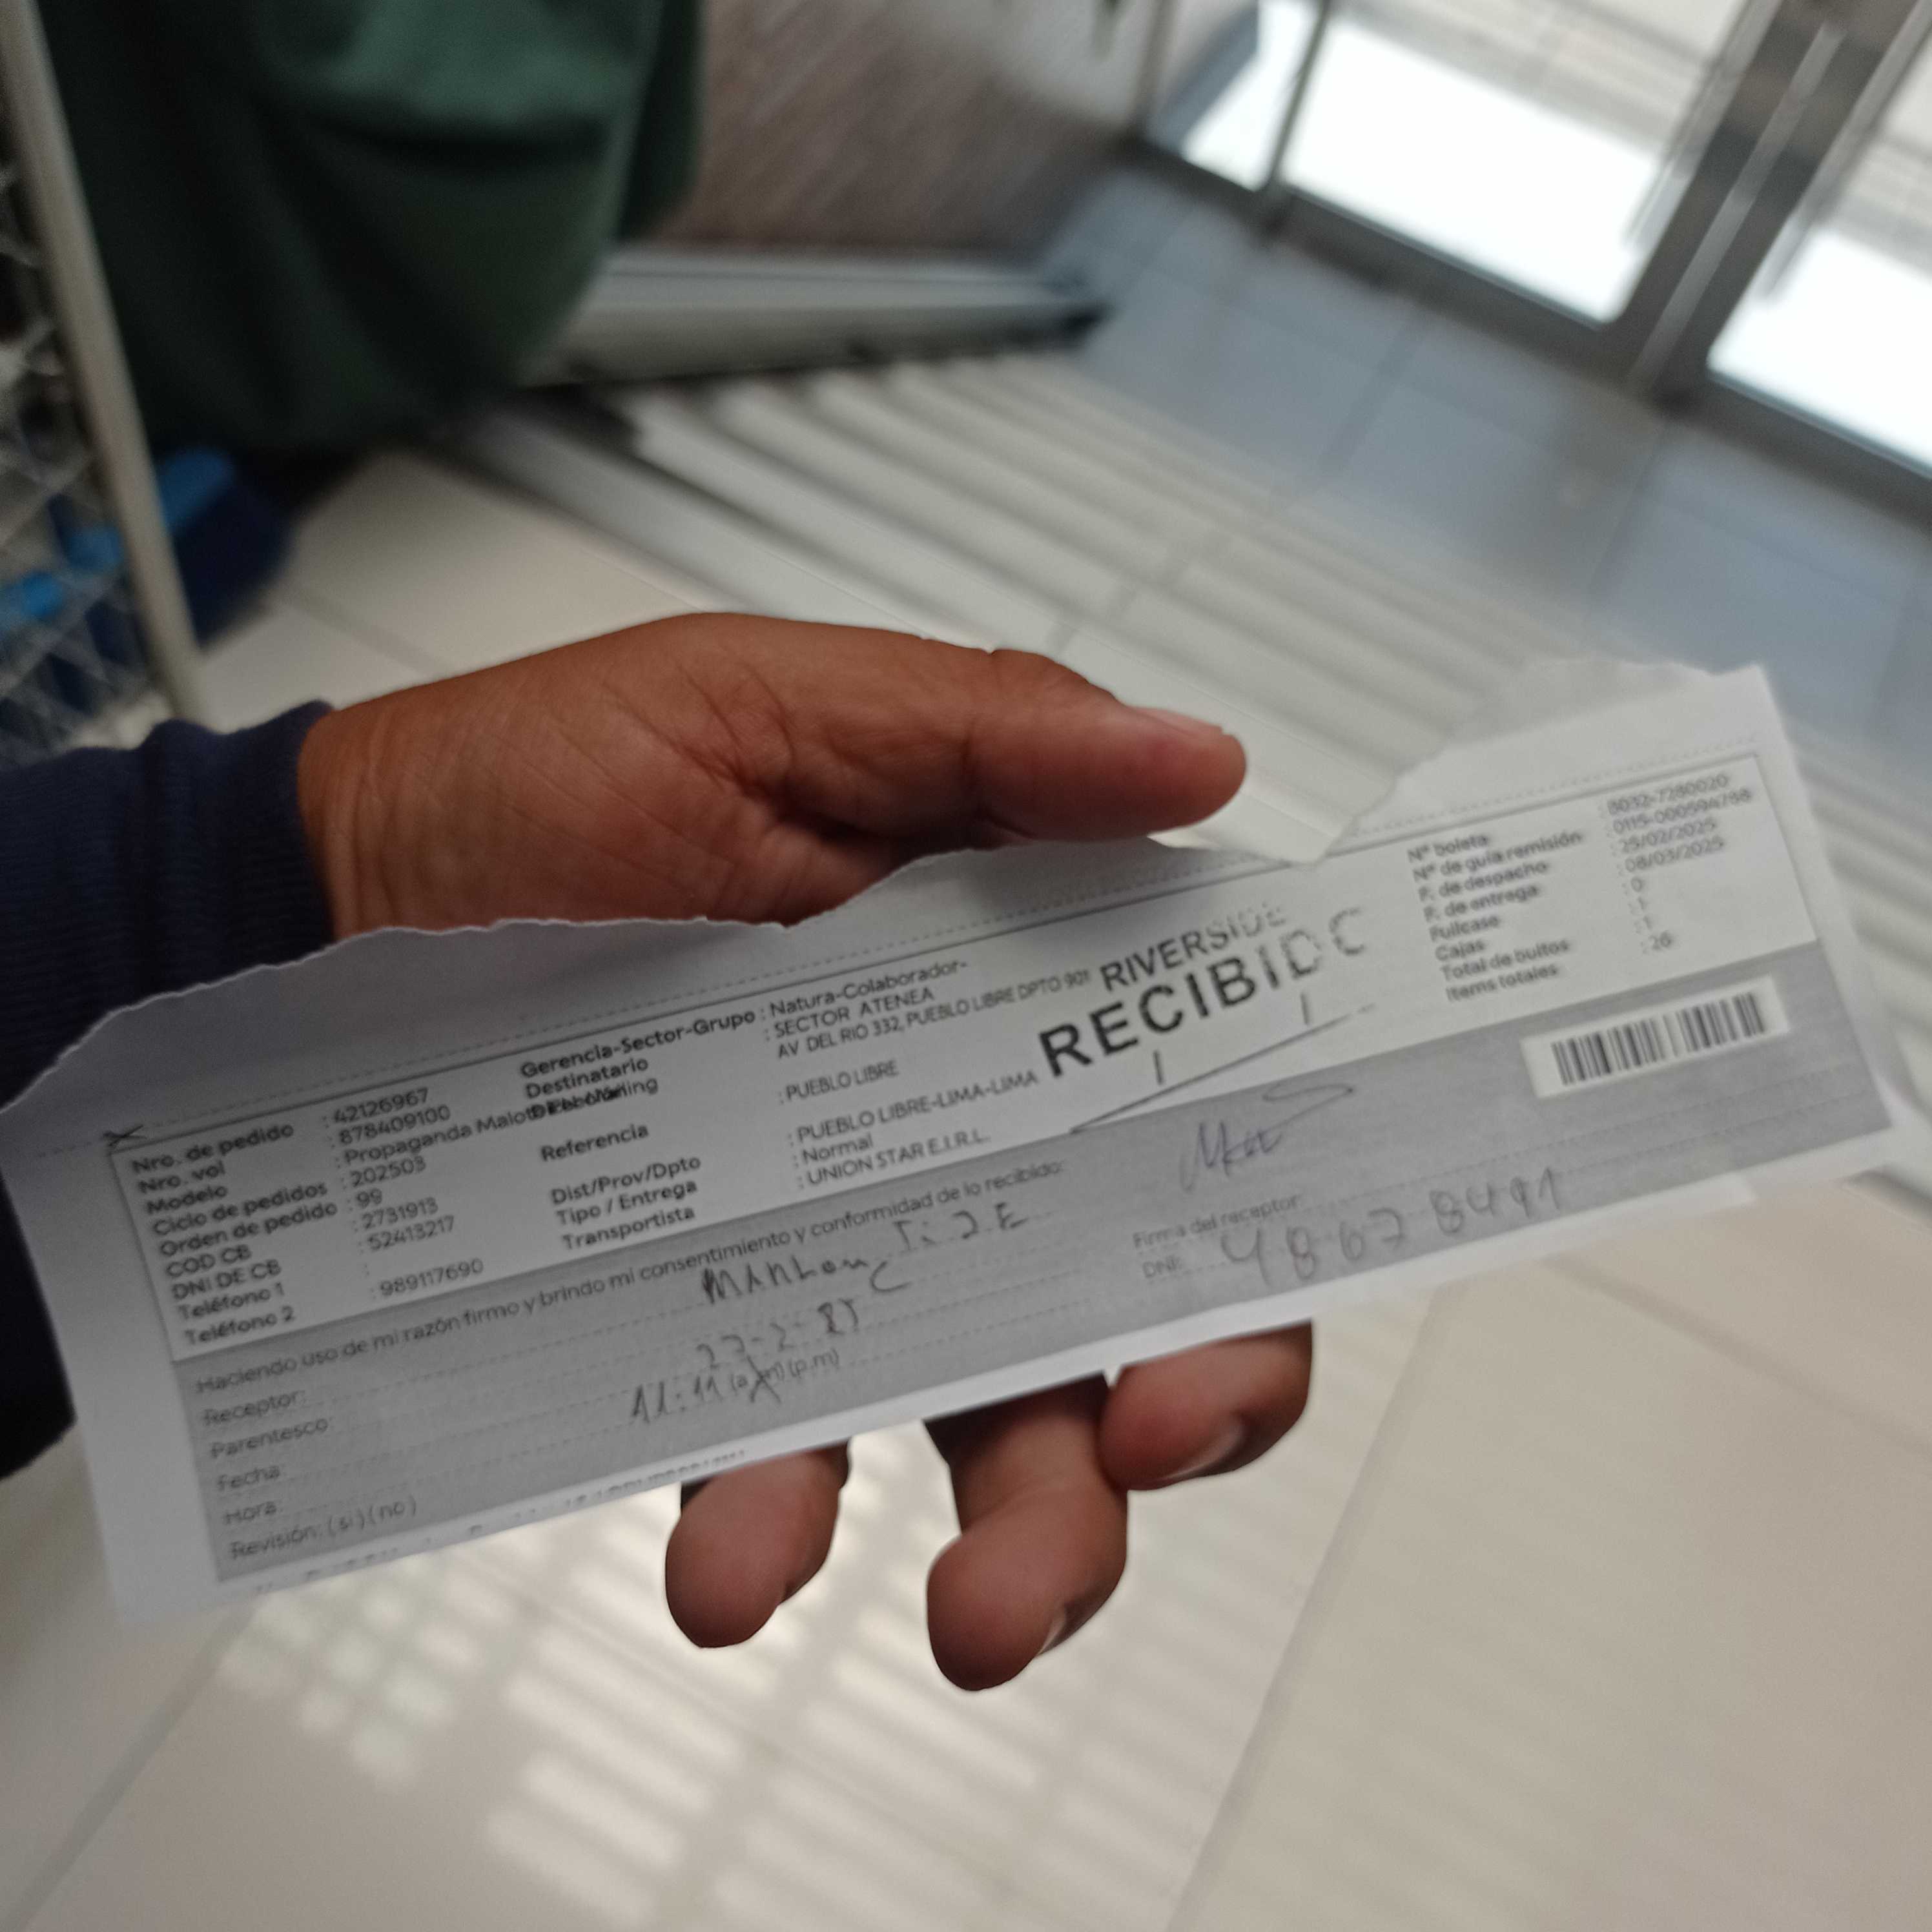 Nro. de pedido : 42126967
Nro. vol : 878409100
Modelo : Propaganda
Ciclo de pedidos : 202503
Orden de pedido : 99
COD CB : 2731913
DNI DE CB : 52413217
Teléfono 1 :
Teléfono 2 : 989117690
Gerencia-Sector-Grupo : Natura-Colaborador-
Destinatario : SECTOR ATENEA
AV DEL RIO 332, PUEBLO LIBRE DPTO 901
Referencia : PUEBLO LIBRE
Dist/Prov/Dpto : PUEBLO LIBRE-LIMA-LIMA
Tipo / Entrega : Normal
Transportista : UNION STAR E.I.R.L.
RIVERSIDE
RECIBIDO
N° boleta : B032-7280020
N° de guía remisión : 0115-000594788
F. de despacho : 25/02/2025
F. de entrega : 08/03/2025
Fullcase : 0
Cajas : 1
Total de bultos : 1
Items totales : 26
Haciendo uso de mi razón firmo y brindo mi consentimiento y conformidad de lo recibido:
Receptor:
Parentesco:
Fecha:
Hora: 11:11 (a.m) (p.m)
Revisión: (si) (no)
Firma del receptor:
DNI: 48678491